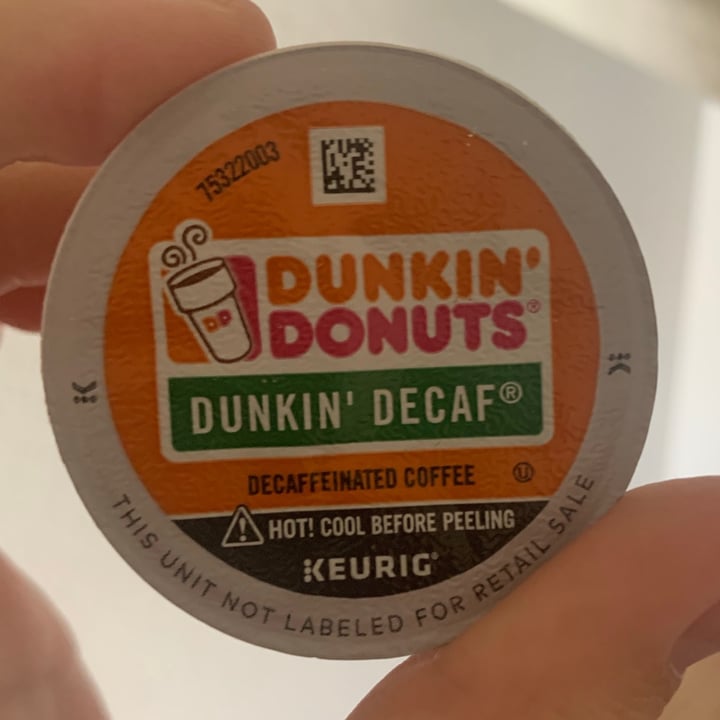 75322003
DP
DUNKIN'
DONUTS®
DUNKIN' DECAF®
DECAFFEINATED COFFEE U
HOT! COOL BEFORE PEELING
KEURIG®
THIS UNIT NOT LABELED FOR RETAIL SALE
K
K